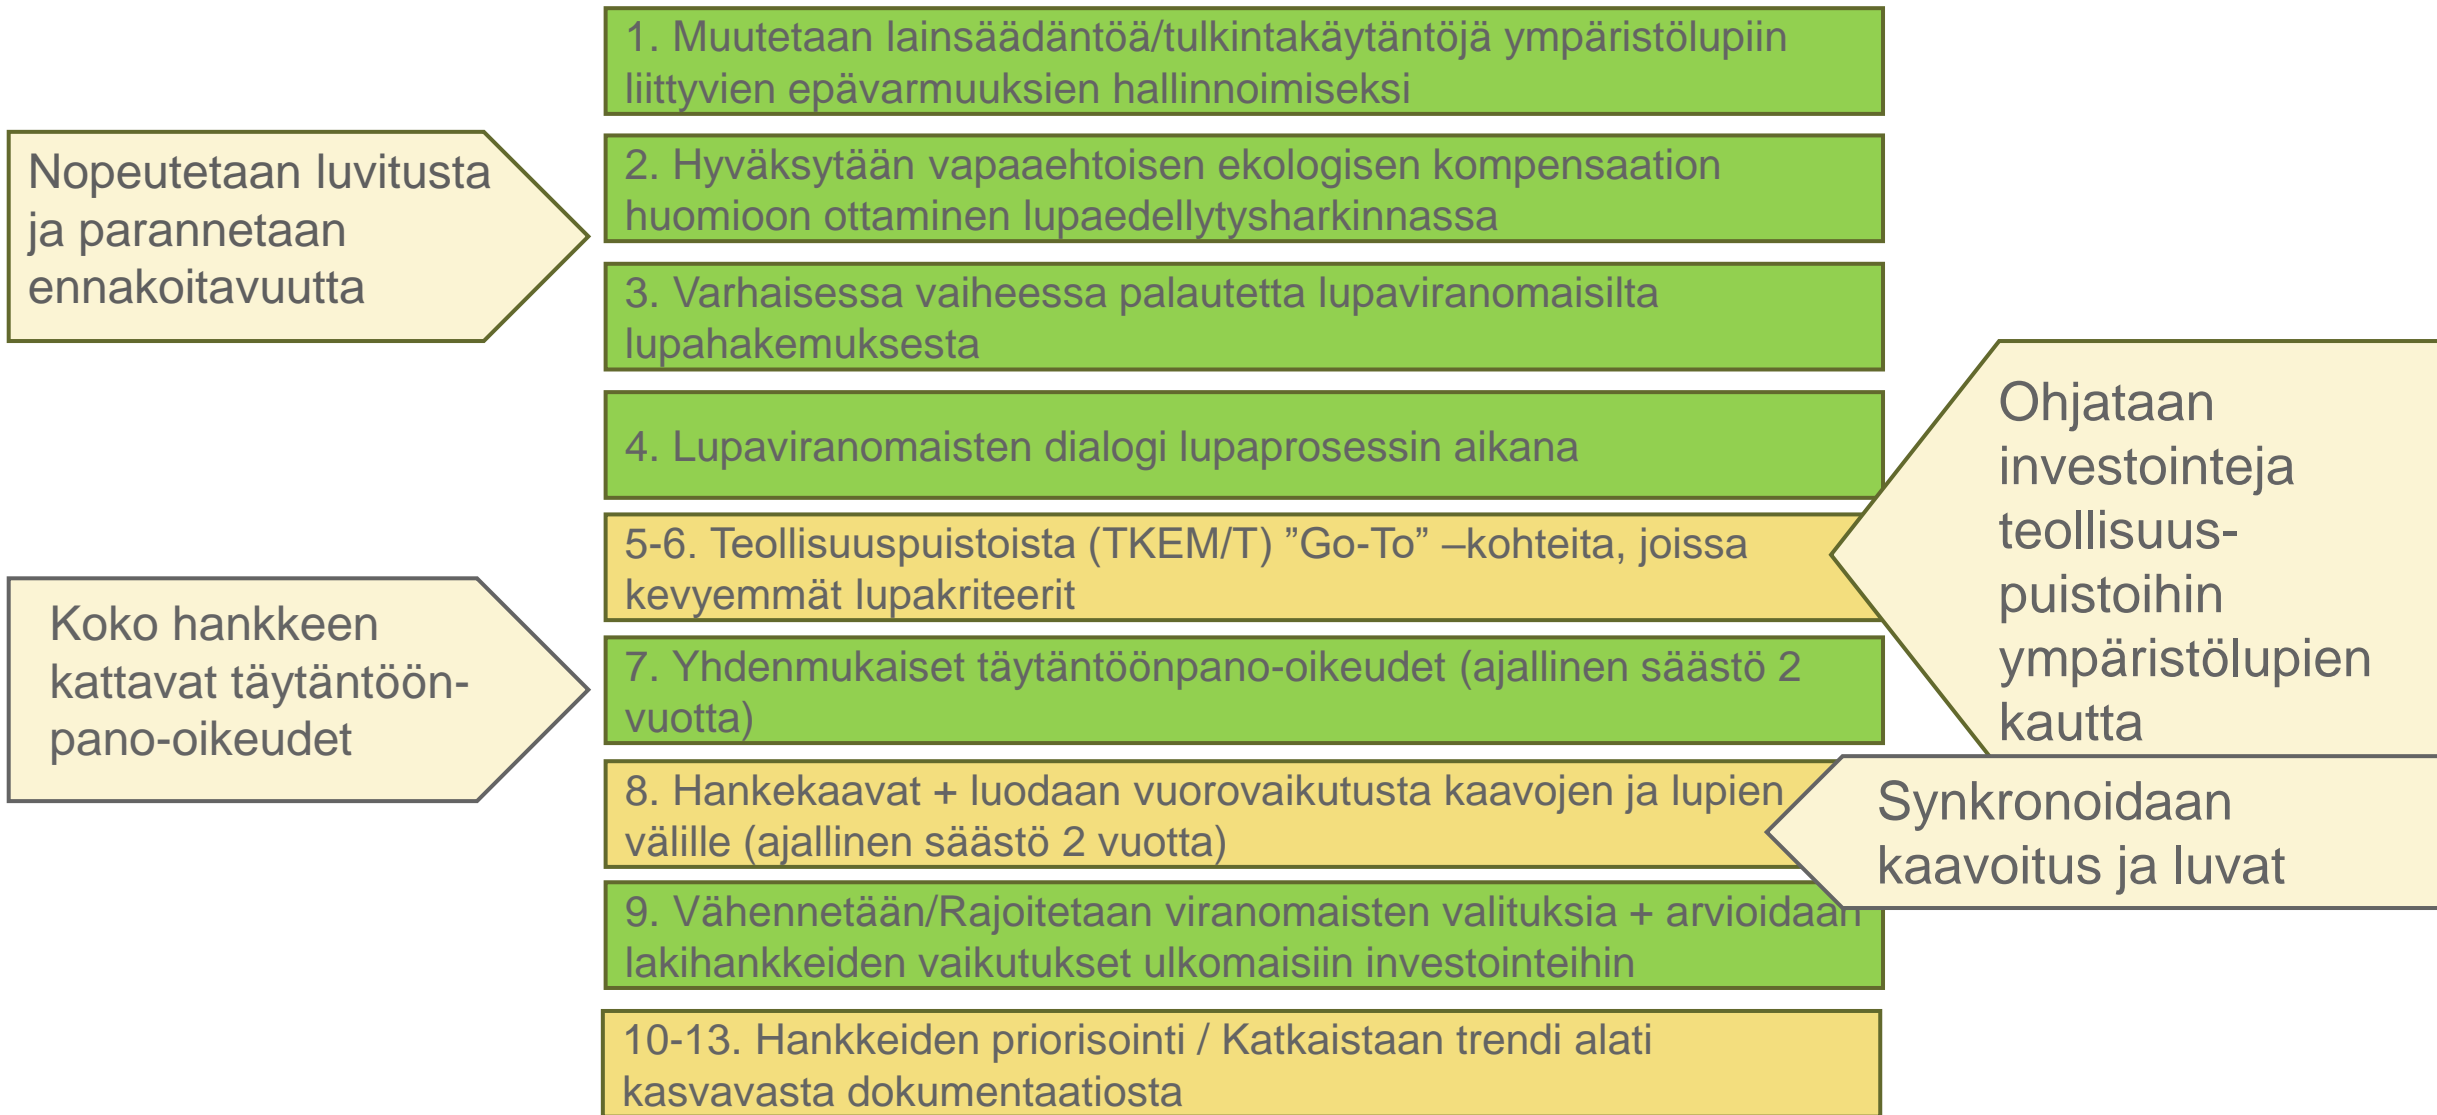 1. Muutetaan lainsäädäntöä/tulkintakäytäntöjä ympäristölupiin
liittyvien epävarmuuksien hallinnoimiseksi
Nopeutetaan luvitusta
ja parannetaan
ennakoitavuutta
2. Hyväksytään vapaaehtoisen ekologisen kompensaation
huomioon ottaminen lupaedellytysharkinnassa
3. Varhaisessa vaiheessa palautetta lupaviranomaisilta
lupahakemuksesta
4. Lupaviranomaisten dialogi lupaprosessin aikana
5-6. Teollisuuspuistoista (TKEM/T) ”Go-To” –kohteita, joissa
kevyemmät lupakriteerit
Ohjataan
investointeja
teollisuus-
puistoihin
ympäristölupien
kautta
Koko hankkeen
kattavat täytäntöön-
pano-oikeudet
7. Yhdenmukaiset täytäntöönpano-oikeudet (ajallinen säästö 2
vuotta)
8. Hankekaavat + luodaan vuorovaikutusta kaavojen ja lupien
välille (ajallinen säästö 2 vuotta)
Synkronoidaan
kaavoitus ja luvat
9. Vähennetään/Rajoitetaan viranomaisten valituksia + arvioidaan
lakihankkeiden vaikutukset ulkomaisiin investointeihin
10-13. Hankkeiden priorisointi / Katkaistaan trendi alati
kasvavasta dokumentaatiosta